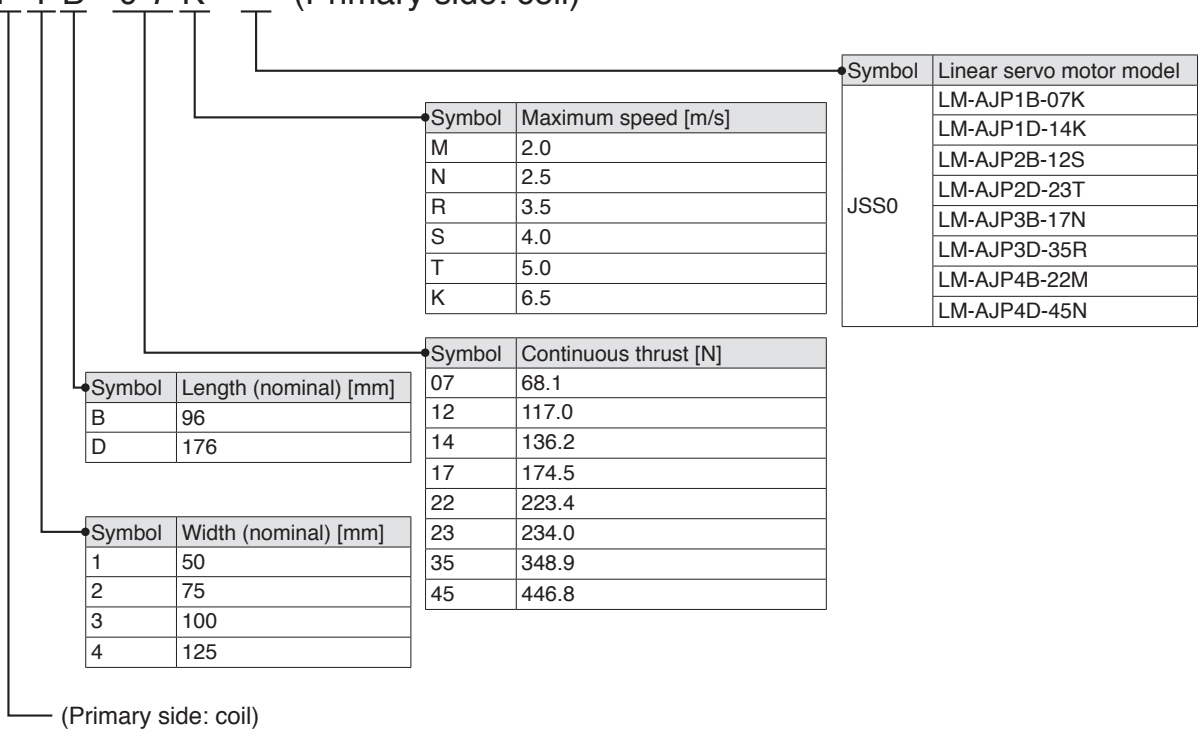 (Primary side: coil)
Symbol Linear servo motor model
JSS0
LM-AJP1B-07K
LM-AJP1D-14K
LM-AJP2B-12S
LM-AJP2D-23T
LM-AJP3B-17N
LM-AJP3D-35R
LM-AJP4B-22M
LM-AJP4D-45N
Symbol Maximum speed [m/s]
M 2.0
N 2.5
R 3.5
S 4.0
T 5.0
K 6.5
Symbol Continuous thrust [N]
07 68.1
12 117.0
14 136.2
17 174.5
22 223.4
23 234.0
35 348.9
45 446.8
Symbol Length (nominal) [mm]
B 96
D 176
Symbol Width (nominal) [mm]
1 50
2 75
3 100
4 125
(Primary side: coil)